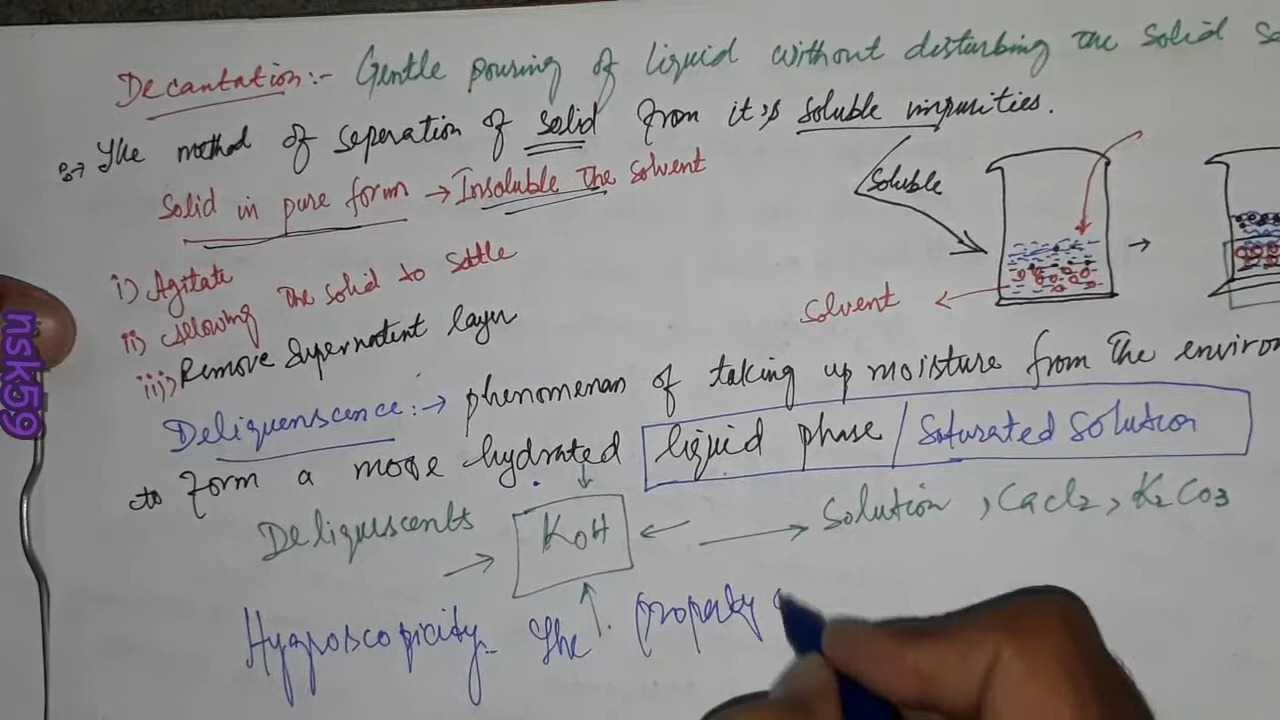 Decantation:- Gentle pouring of liquid without disturbing the solid
The method of seperation of solid from it's soluble impurities.
Solid in pure form → Insoluble the solvent
Soluble
i) Agitate
ii) Allowing the solid to settle
Solvent
iii) Remove Supernatent layer
Deliquenscence:→ phenomenan of taking up moisture from the environ
to form a more hydrated liquid phase / Saturated solution
Deliquescents KOH → Solution , CaCl2, K2CO3
Hygroscopicity- The property
nsk59